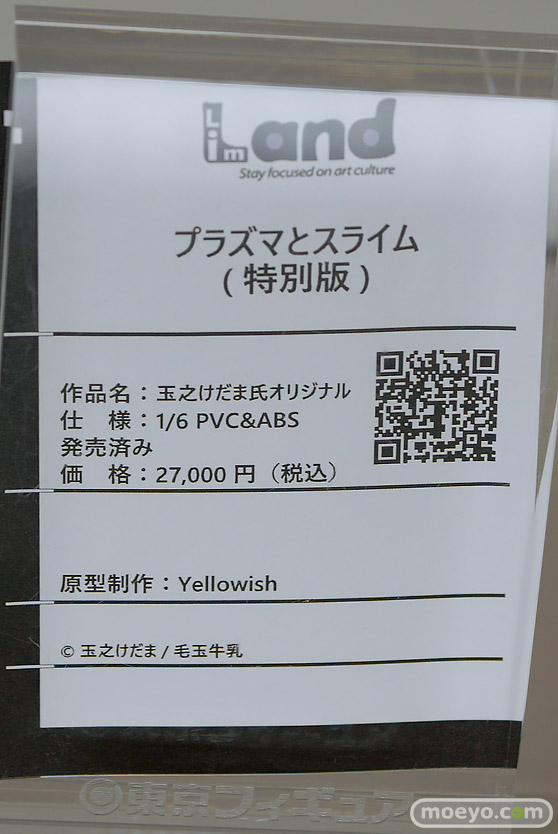 LimLand
Stay focused on art culture
プラズマとスライム
(特別版)
作品名：玉之けだま氏オリジナル
仕　様：1/6 PVC&ABS
発売済み
価　格：27,000 円（税込）
原型制作：Yellowish
© 玉之けだま / 毛玉牛乳
東京フィギュア
moeyo.com